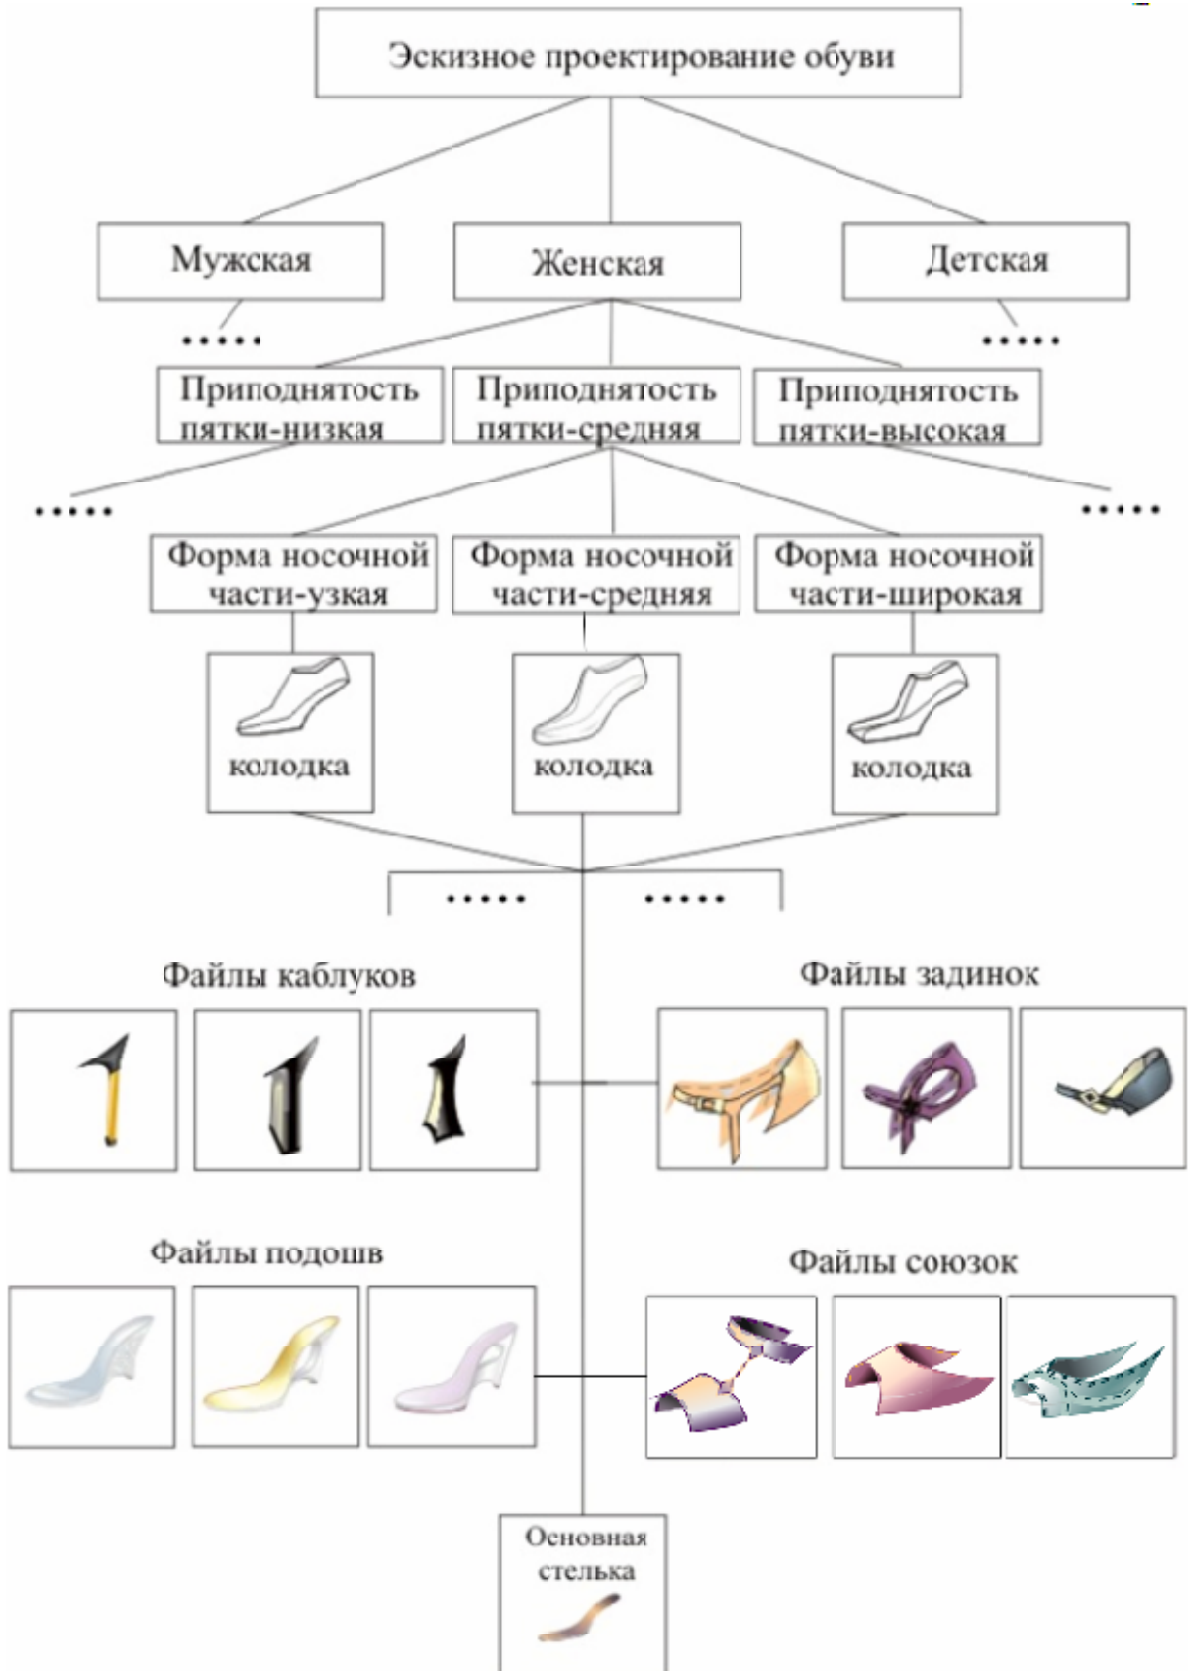 Эскизное проектирование обуви
Мужская
Женская
Детская
.....
.....
Приподнятость
пятки-низкая
Приподнятость
пятки-средняя
Приподнятость
пятки-высокая
.....
.....
Форма носочной
части-узкая
Форма носочной
части-средняя
Форма носочной
части-широкая
колодка
колодка
колодка
.....
.....
Файлы каблуков
Файлы задинок
Файлы подошв
Файлы союзок
Основная
стелька